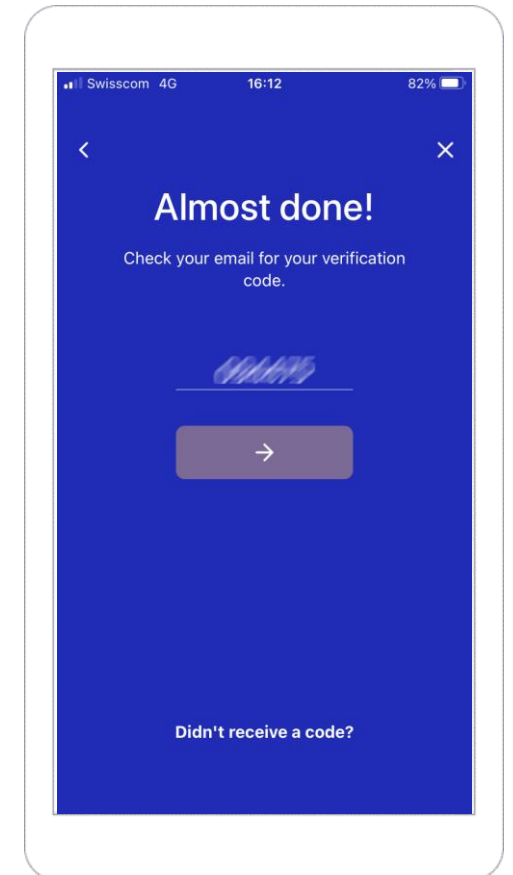 Swisscom 4G 16:12 82%
Almost done!
Check your email for your verification
code.
Didn't receive a code?